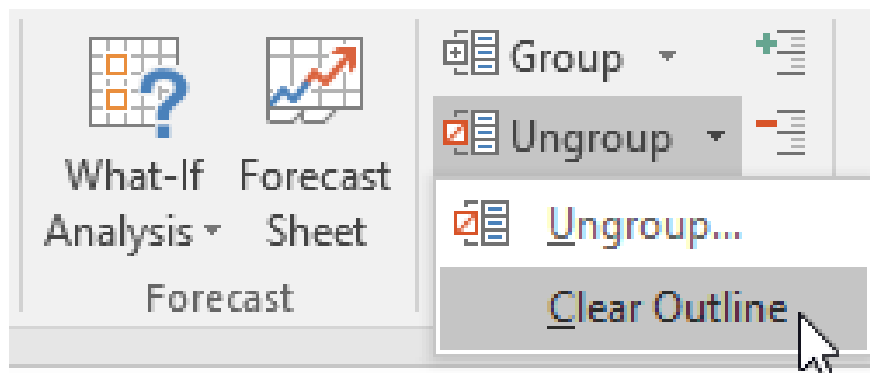 What-If
Analysis
Forecast
Sheet
Forecast
Group
Ungroup
Ungroup...
Clear Outline